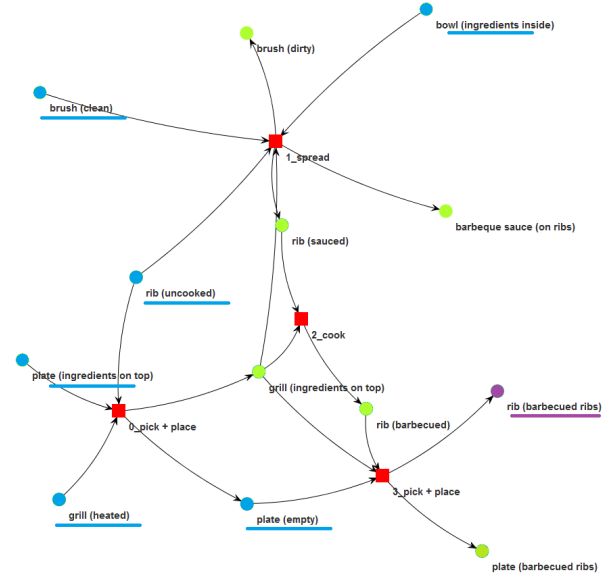 bowl (ingredients inside)
brush (dirty)
brush (clean)
1_spread
barbeque sauce (on ribs)
rib (sauced)
rib (uncooked)
2_cook
plate (ingredients on top)
grill (ingredients on top)
rib (barbecued ribs)
rib (barbecued)
0_pick + place
3_pick + place
grill (heated)
plate (empty)
plate (barbecued ribs)